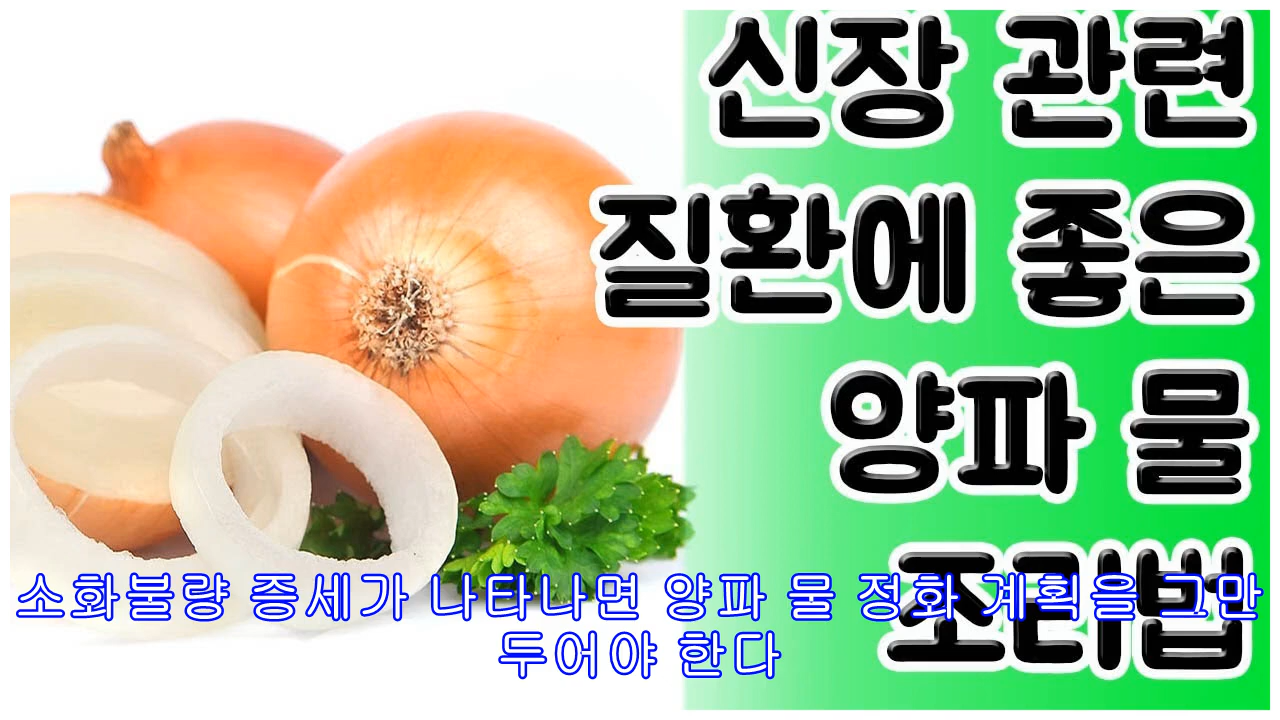 신장 관련
질환에 좋은
양파 물
조리법
소화불량 증세가 나타나면 양파 물 정화 계획을 그만
두어야 한다